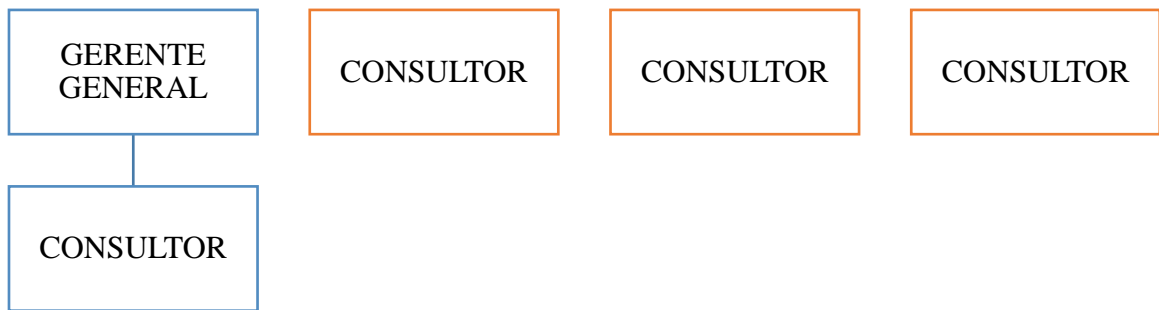 GERENTE
GENERAL
CONSULTOR
CONSULTOR
CONSULTOR
CONSULTOR